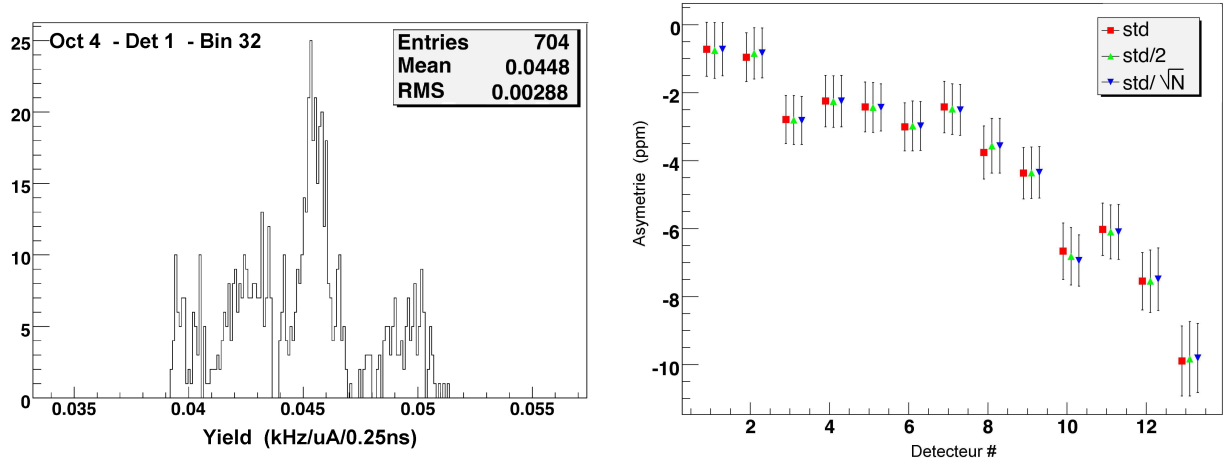 Oct 4 - Det 1 - Bin 32
Entries 704
Mean 0.0448
RMS 0.00288
25
20
15
10
5
0
0.035 0.04 0.045 0.05 0.055
Yield (kHz/uA/0.25ns)
std
std/2
std/√N
0
-2
-4
-6
-8
-10
Asymetrie (ppm)
2 4 6 8 10 12
Detecteur #